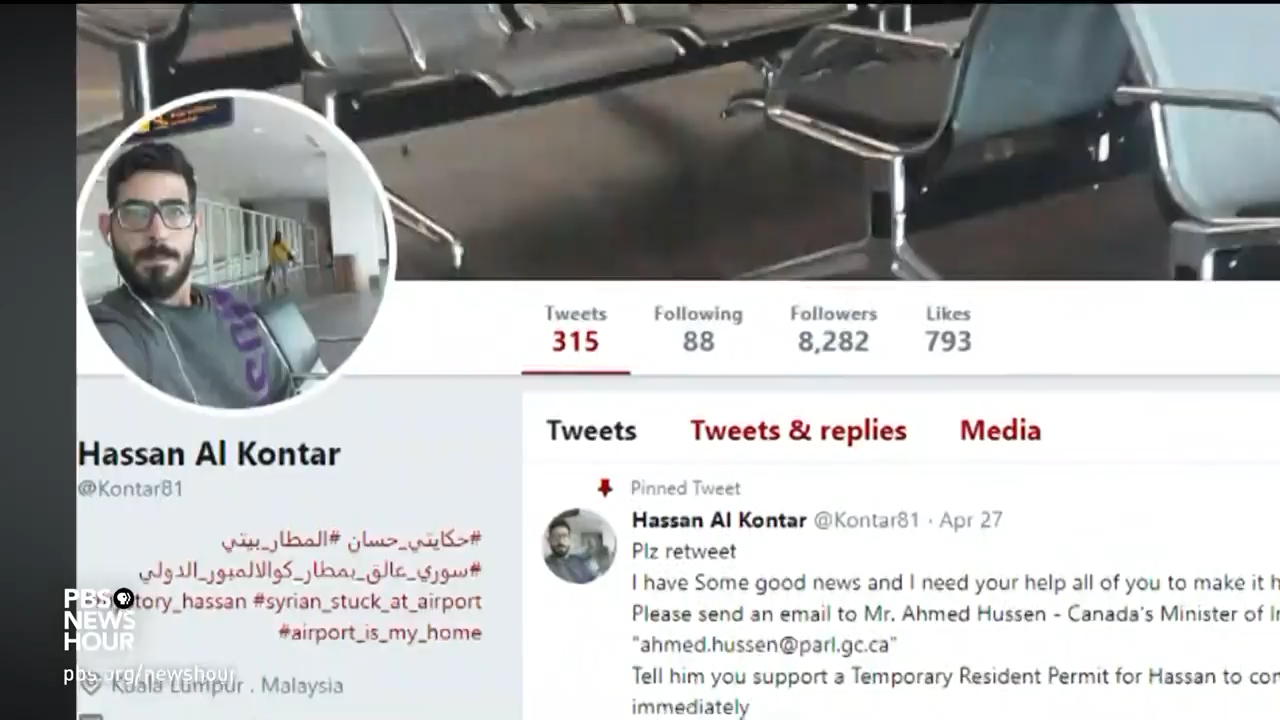 Tweets Following Followers Likes
315 88 8,282 793
Tweets Tweets & replies Media
Hassan Al Kontar
@Kontar81
#حكايتي_حسان #المطار_بيتي
#سوري_عالق_بمطار_كوالالمبور_الدولي
tory_hassan #syrian_stuck_at_airport
#airport_is_my_home
Kuala Lumpur . Malaysia
Pinned Tweet
Hassan Al Kontar @Kontar81 · Apr 27
Plz retweet
I have Some good news and I need your help all of you to make it h
Please send an email to Mr. Ahmed Hussen - Canada's Minister of I
"ahmed.hussen@parl.gc.ca"
Tell him you support a Temporary Resident Permit for Hassan to co
immediately
PBS
NEWS
HOUR
pbs.org/newshour